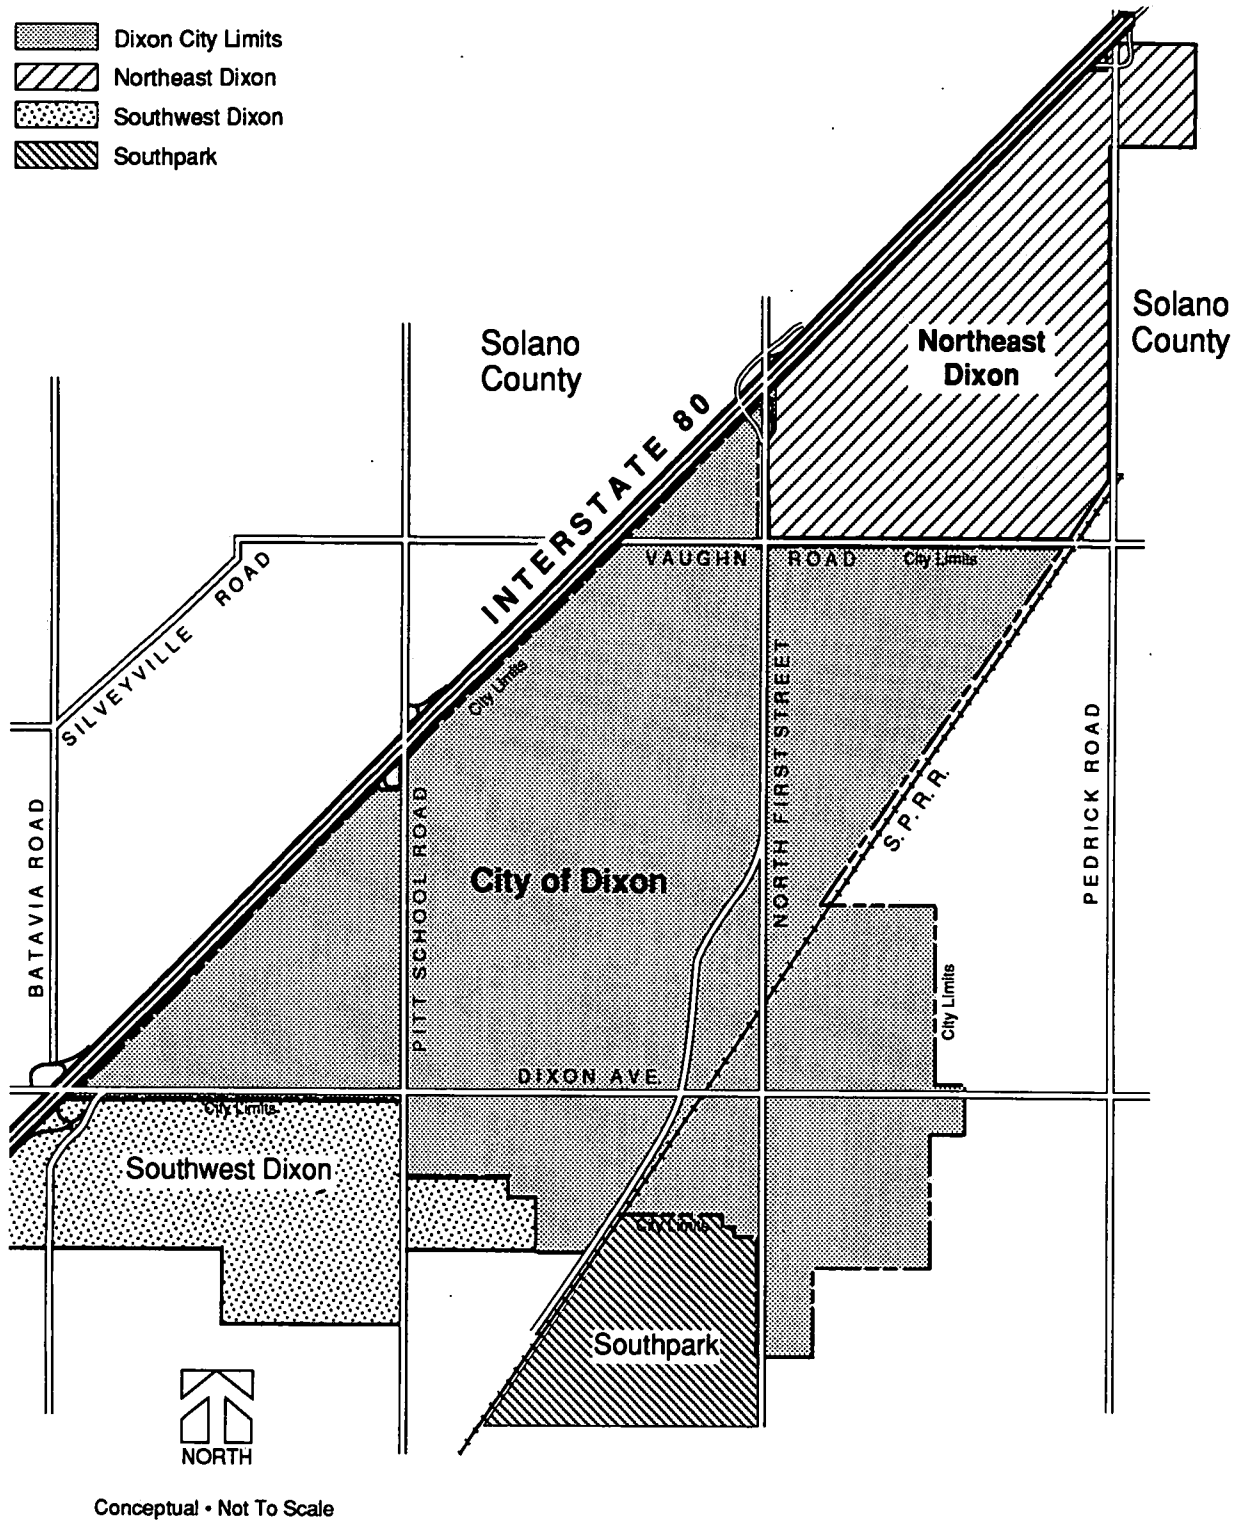 Dixon City Limits
Northeast Dixon
Southwest Dixon
Southpark
Solano
County
Solano
County
Northeast
Dixon
INTERSTATE 80
VAUGHN ROAD
City Limits
SILVEYVILLE ROAD
City Limits
NORTH FIRST STREET
S.P.R.R.
PEDRICK ROAD
BATAVIA ROAD
PITT SCHOOL ROAD
City of Dixon
City Limits
DIXON AVE.
City Limits
Southwest Dixon
City Limits
Southpark
NORTH
Conceptual • Not To Scale